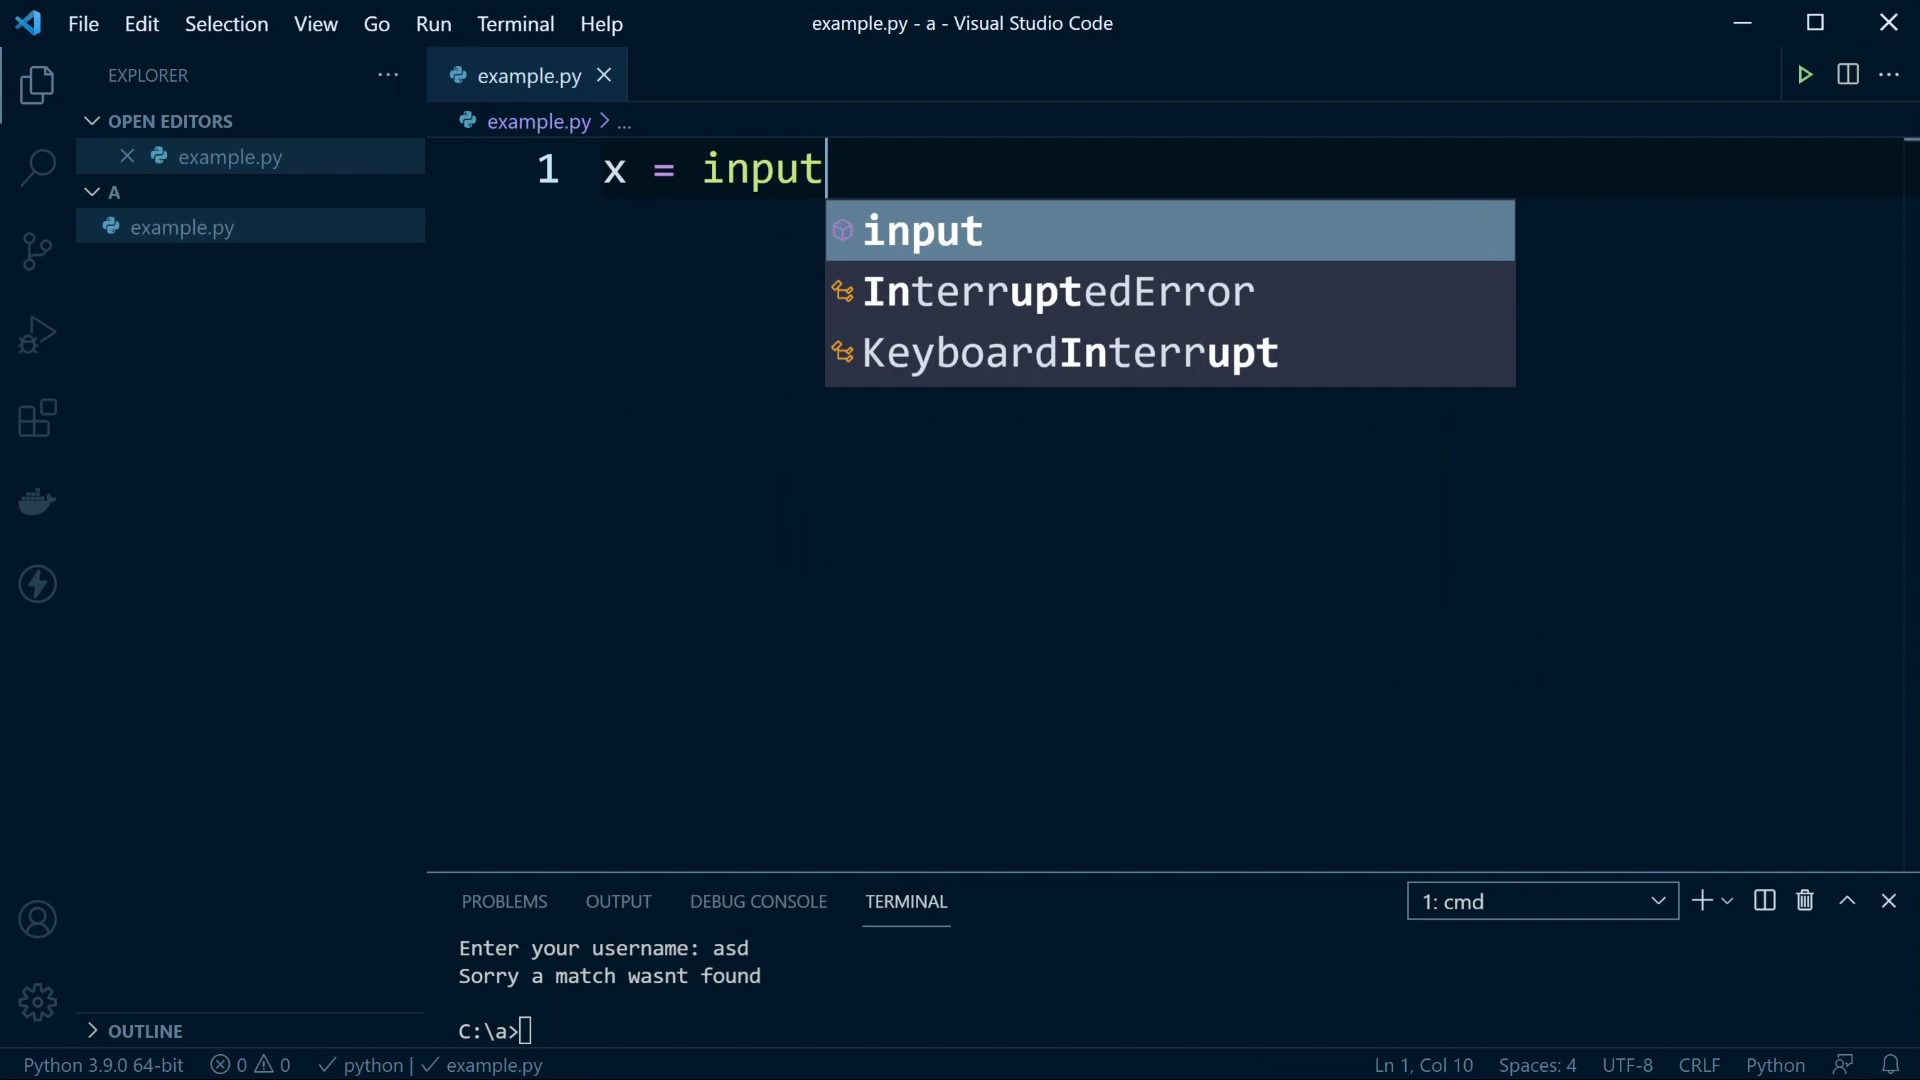 File Edit Selection View Go Run Terminal Help example.py - a - Visual Studio Code
EXPLORER
OPEN EDITORS
example.py
A
example.py
OUTLINE
example.py
example.py > ...
1 x = input
input
InterruptedError
KeyboardInterrupt
PROBLEMS OUTPUT DEBUG CONSOLE TERMINAL 1: cmd
Enter your username: asd
Sorry a match wasnt found
C:\a>
Python 3.9.0 64-bit 0 0 python | example.py Ln 1, Col 10 Spaces: 4 UTF-8 CRLF Python